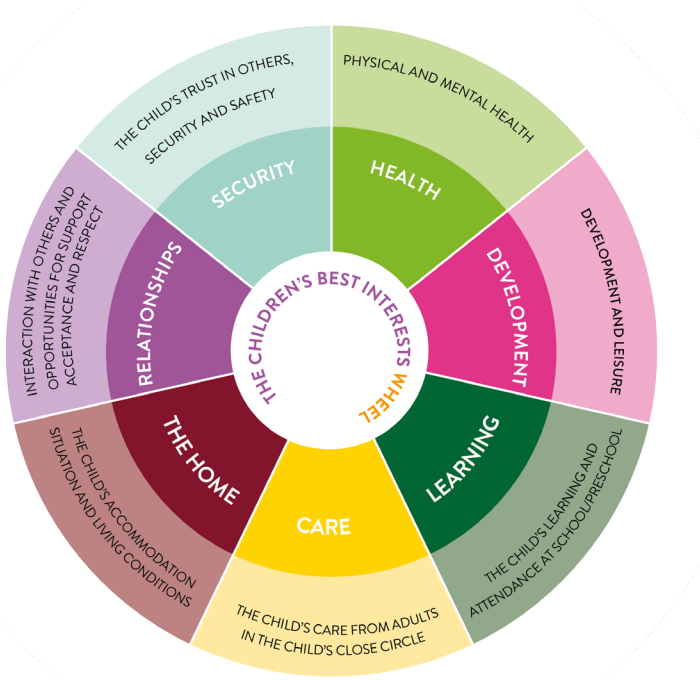 THE CHILDREN'S BEST INTERESTS WHEEL
HEALTH
PHYSICAL AND MENTAL HEALTH
DEVELOPMENT
DEVELOPMENT AND LEISURE
LEARNING
THE CHILD'S LEARNING AND
ATTENDANCE AT SCHOOL/PRESCHOOL
CARE
THE CHILD'S CARE FROM ADULTS
IN THE CHILD'S CLOSE CIRCLE
THE HOME
THE CHILD'S ACCOMMODATION
SITUATION AND LIVING CONDITIONS
RELATIONSHIPS
INTERACTION WITH OTHERS AND
OPPORTUNITIES FOR SUPPORT
ACCEPTANCE AND RESPECT
SECURITY
THE CHILD'S TRUST IN OTHERS,
SECURITY AND SAFETY